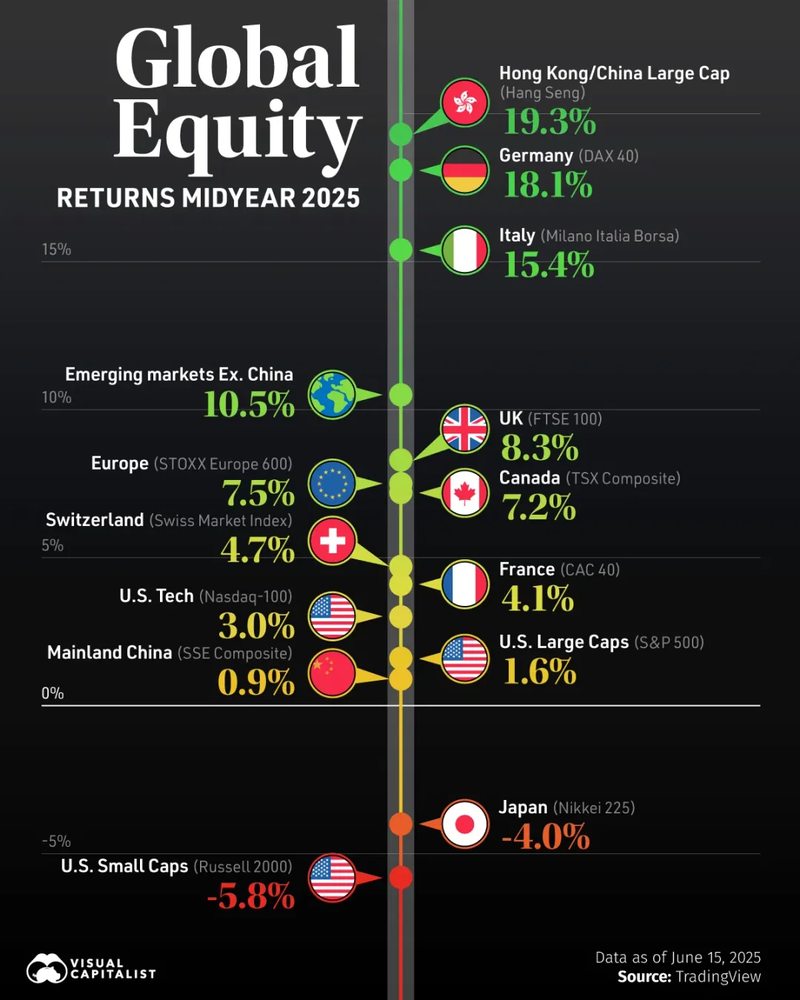 Global
Equity
RETURNS MIDYEAR 2025
Hong Kong/China Large Cap
(Hang Seng)
19.3%
Germany (DAX 40)
18.1%
Italy (Milano Italia Borsa)
15.4%
15%
Emerging markets Ex. China
10.5%
10%
UK (FTSE 100)
8.3%
Europe (STOXX Europe 600)
7.5%
Canada (TSX Composite)
7.2%
Switzerland (Swiss Market Index)
4.7%
5%
France (CAC 40)
4.1%
U.S. Tech (Nasdaq-100)
3.0%
U.S. Large Caps (S&P 500)
1.6%
Mainland China (SSE Composite)
0.9%
0%
Japan (Nikkei 225)
-4.0%
-5%
U.S. Small Caps (Russell 2000)
-5.8%
VISUAL
CAPITALIST
Data as of June 15, 2025
Source: TradingView